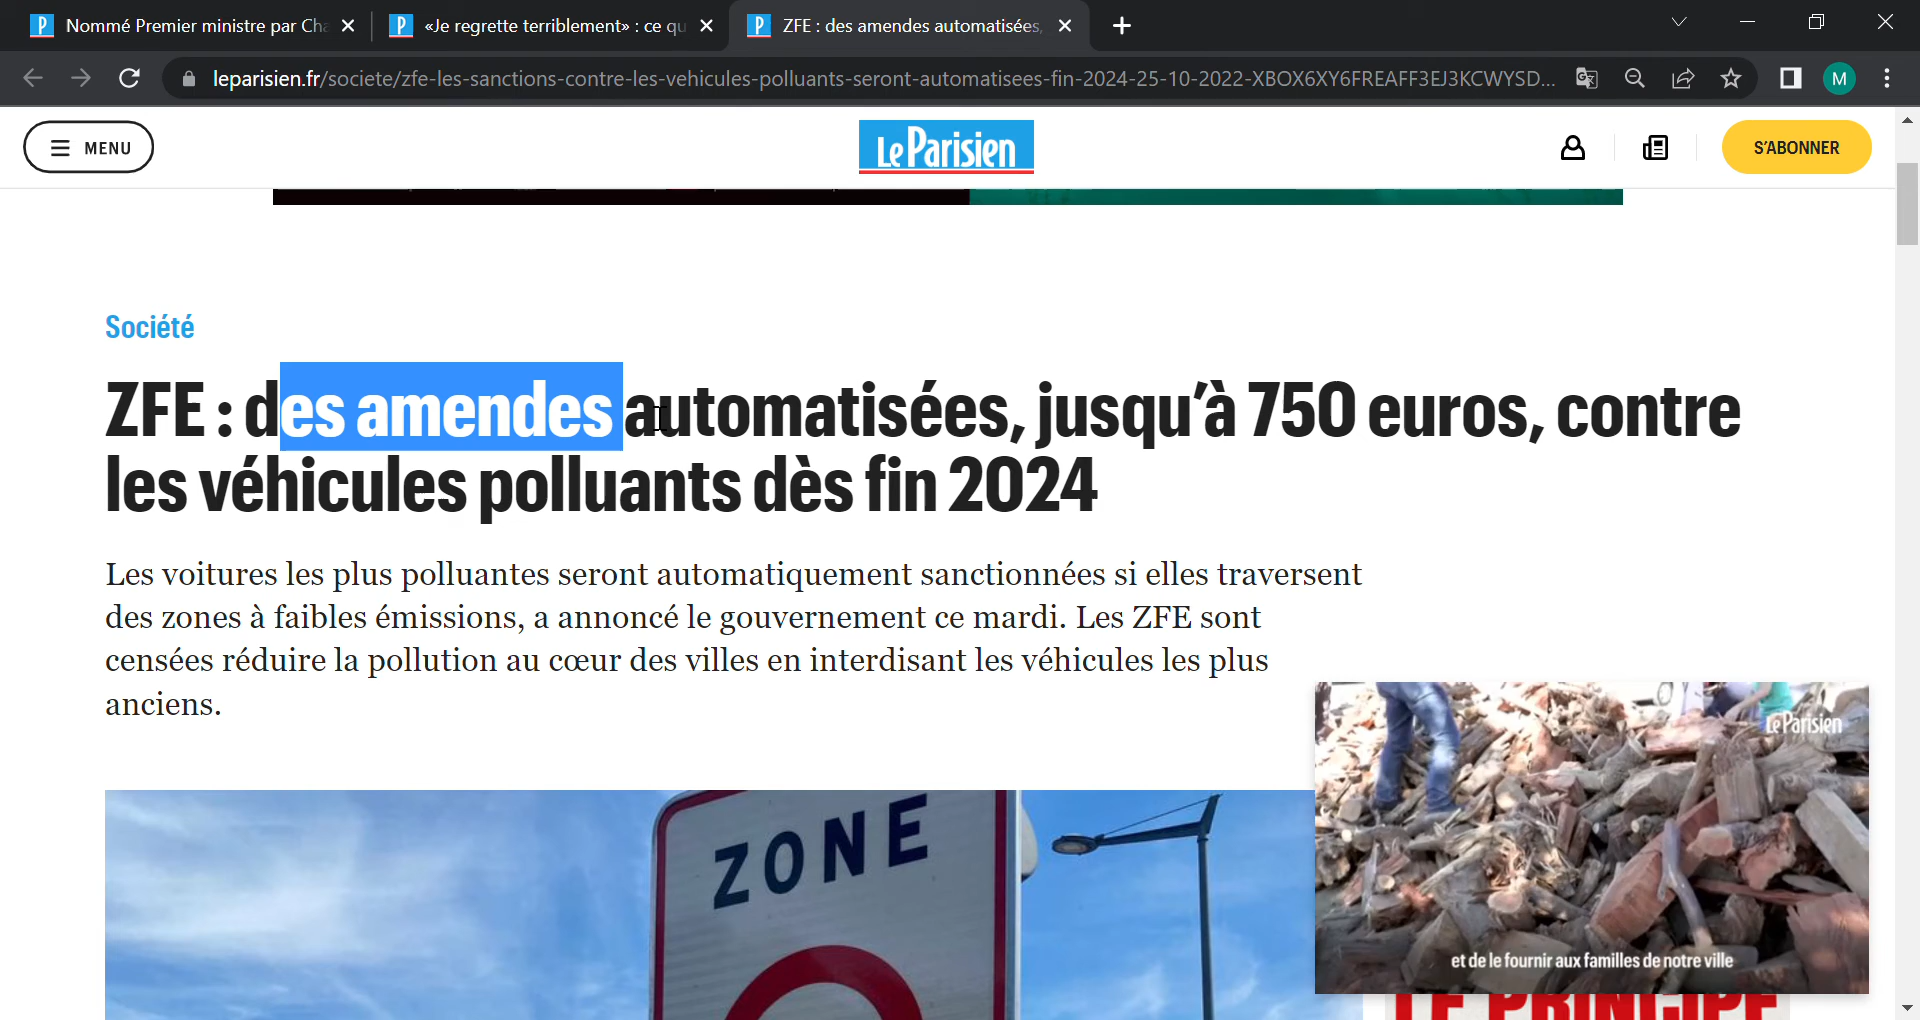 Nommé Premier ministre par Cha
«Je regrette terriblement» : ce qu
ZFE : des amendes automatisées,
leparisien.fr/societe/zfe-les-sanctions-contre-les-vehicules-polluants-seront-automatisees-fin-2024-25-10-2022-XBOX6XY6FREAFF3EJ3KCWYSD...
M
MENU
Le Parisien
S'ABONNER
Société
ZFE : des amendes automatisées, jusqu'à 750 euros, contre
les véhicules polluants dès fin 2024
Les voitures les plus polluantes seront automatiquement sanctionnées si elles traversent
des zones à faibles émissions, a annoncé le gouvernement ce mardi. Les ZFE sont
censées réduire la pollution au cœur des villes en interdisant les véhicules les plus
anciens.
Le Parisien
ZONE
et de le fournir aux familles de notre ville
LE PRINCIPE